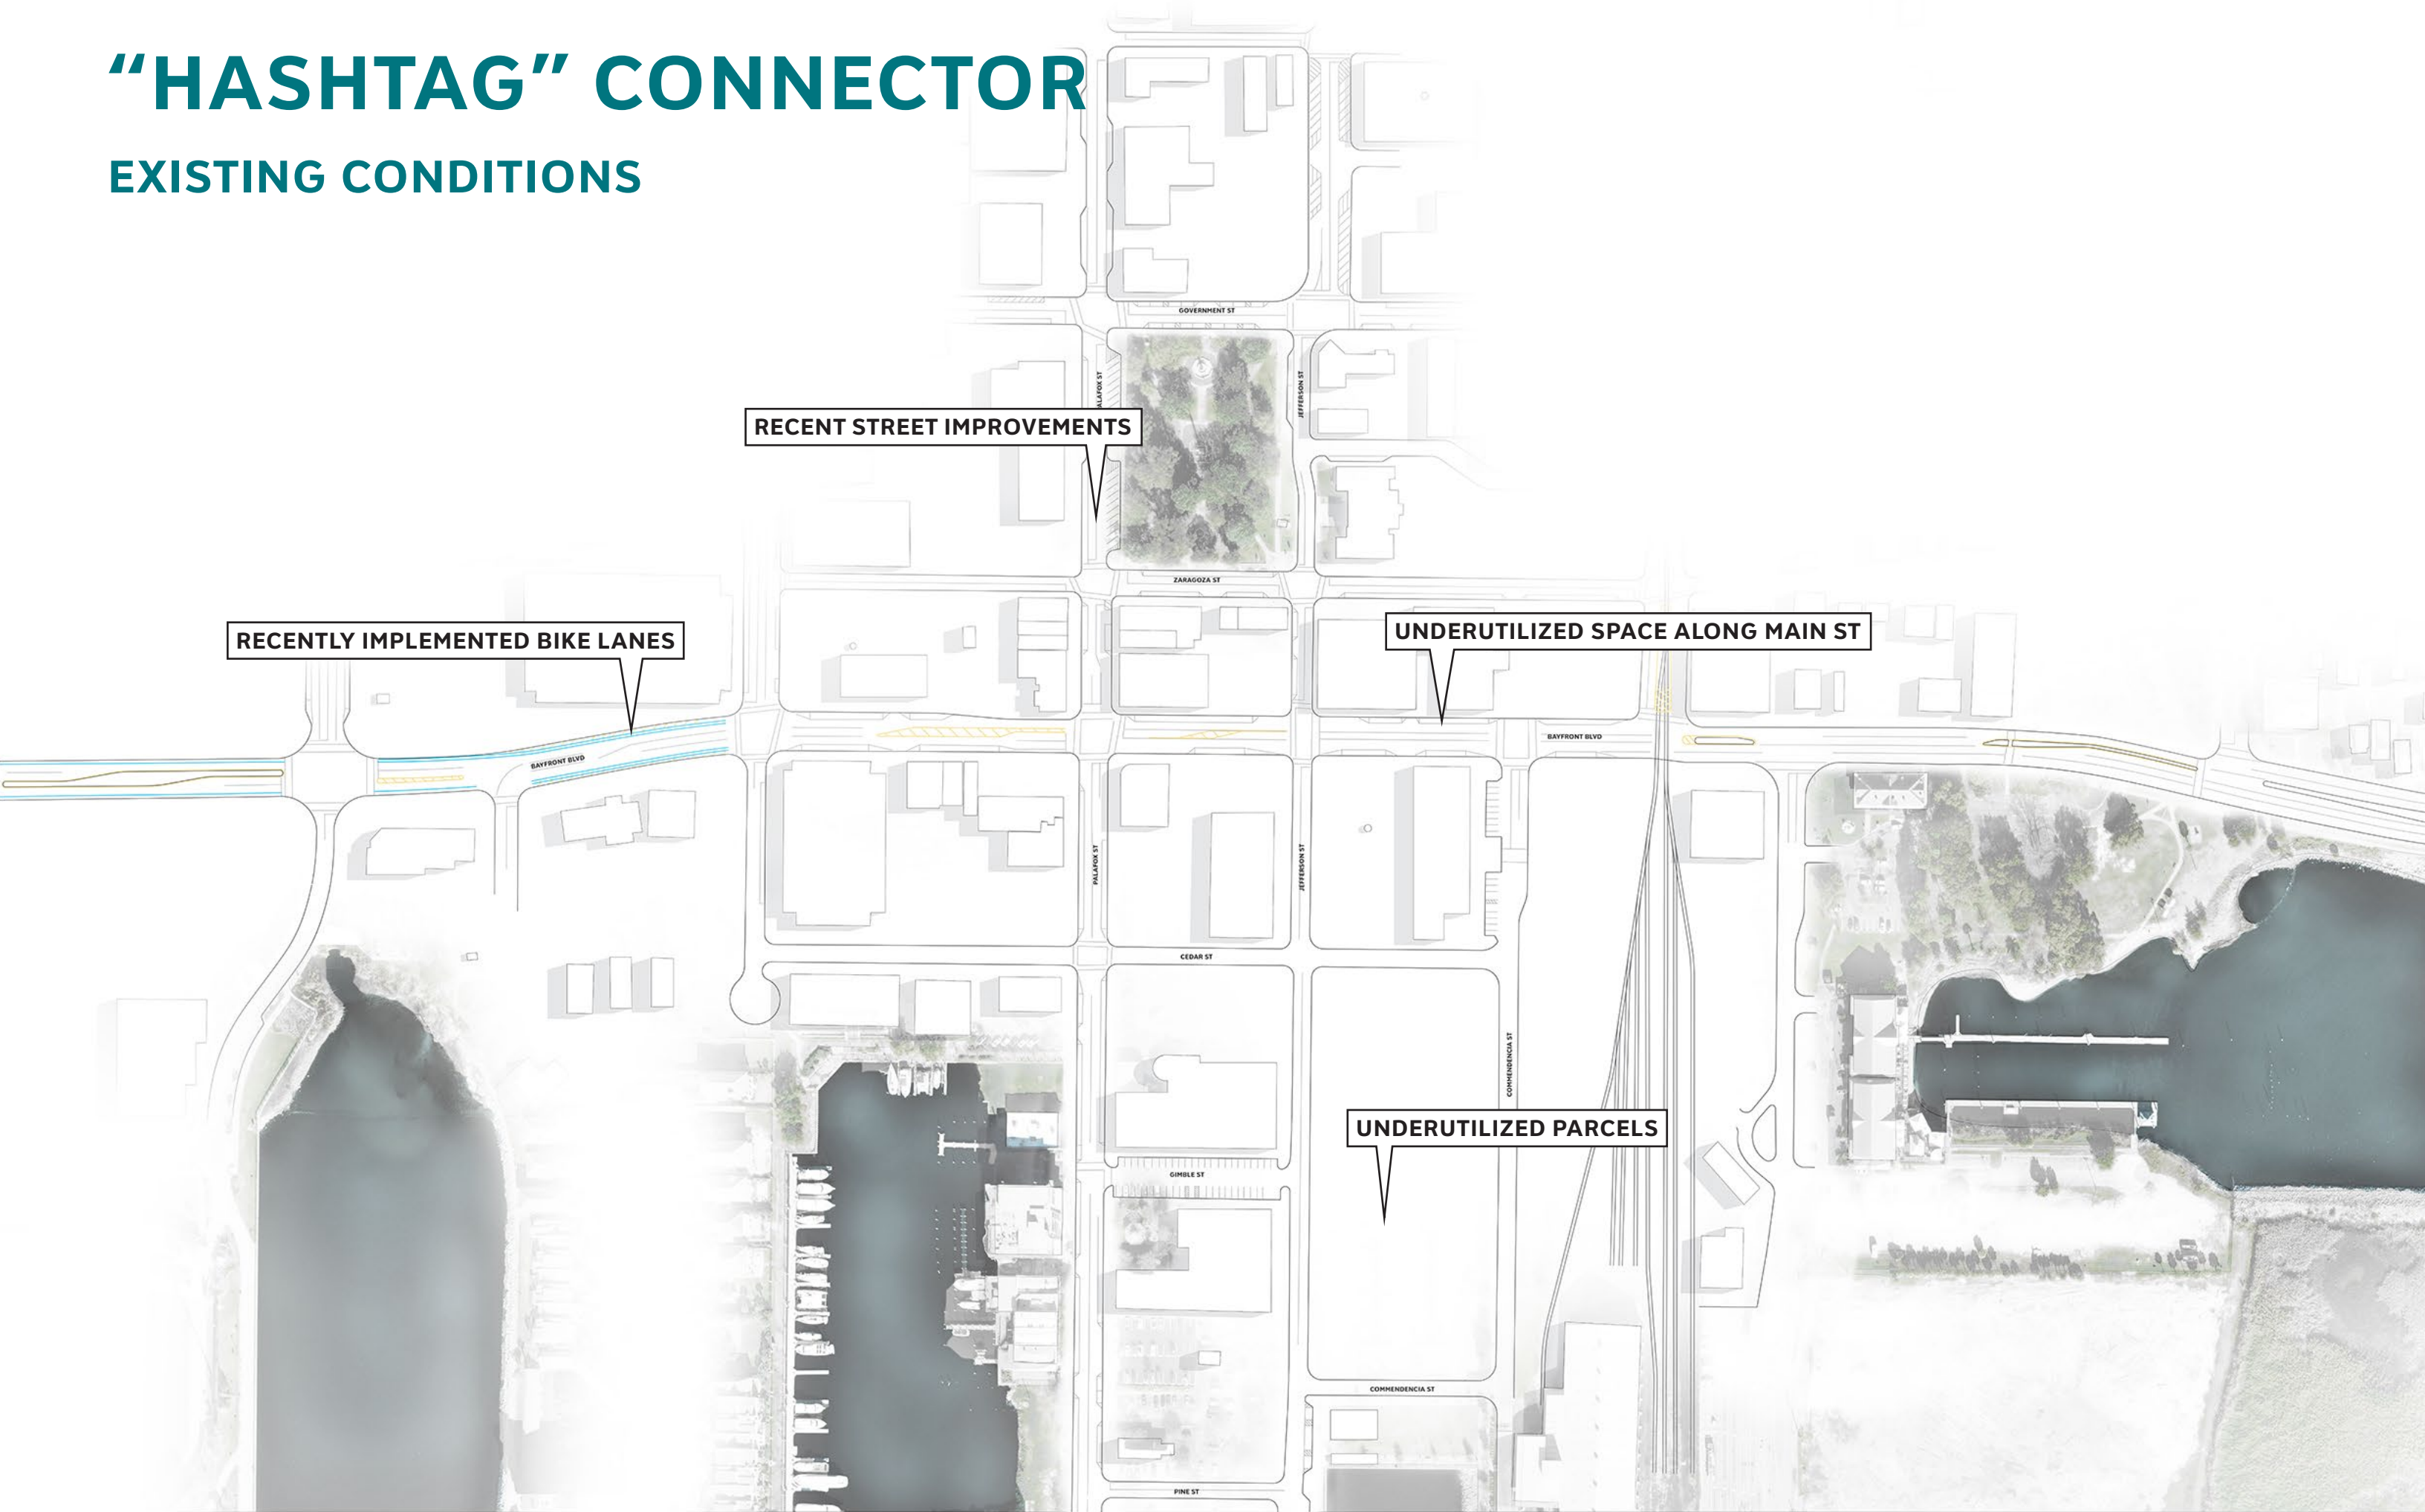 “HASHTAG” CONNECTOR
EXISTING CONDITIONS
GOVERNMENT ST
ALAFOX ST
JEFFERSON ST
RECENT STREET IMPROVEMENTS
ZARAGOZA ST
RECENTLY IMPLEMENTED BIKE LANES
UNDERUTILIZED SPACE ALONG MAIN ST
BAYFRONT BLVD
BAYFRONT BLVD
PALAFOX ST
JEFFERSON ST
CEDAR ST
COMMENDENCIA ST
UNDERUTILIZED PARCELS
GIMBLE ST
COMMENDENCIA ST
PINE ST